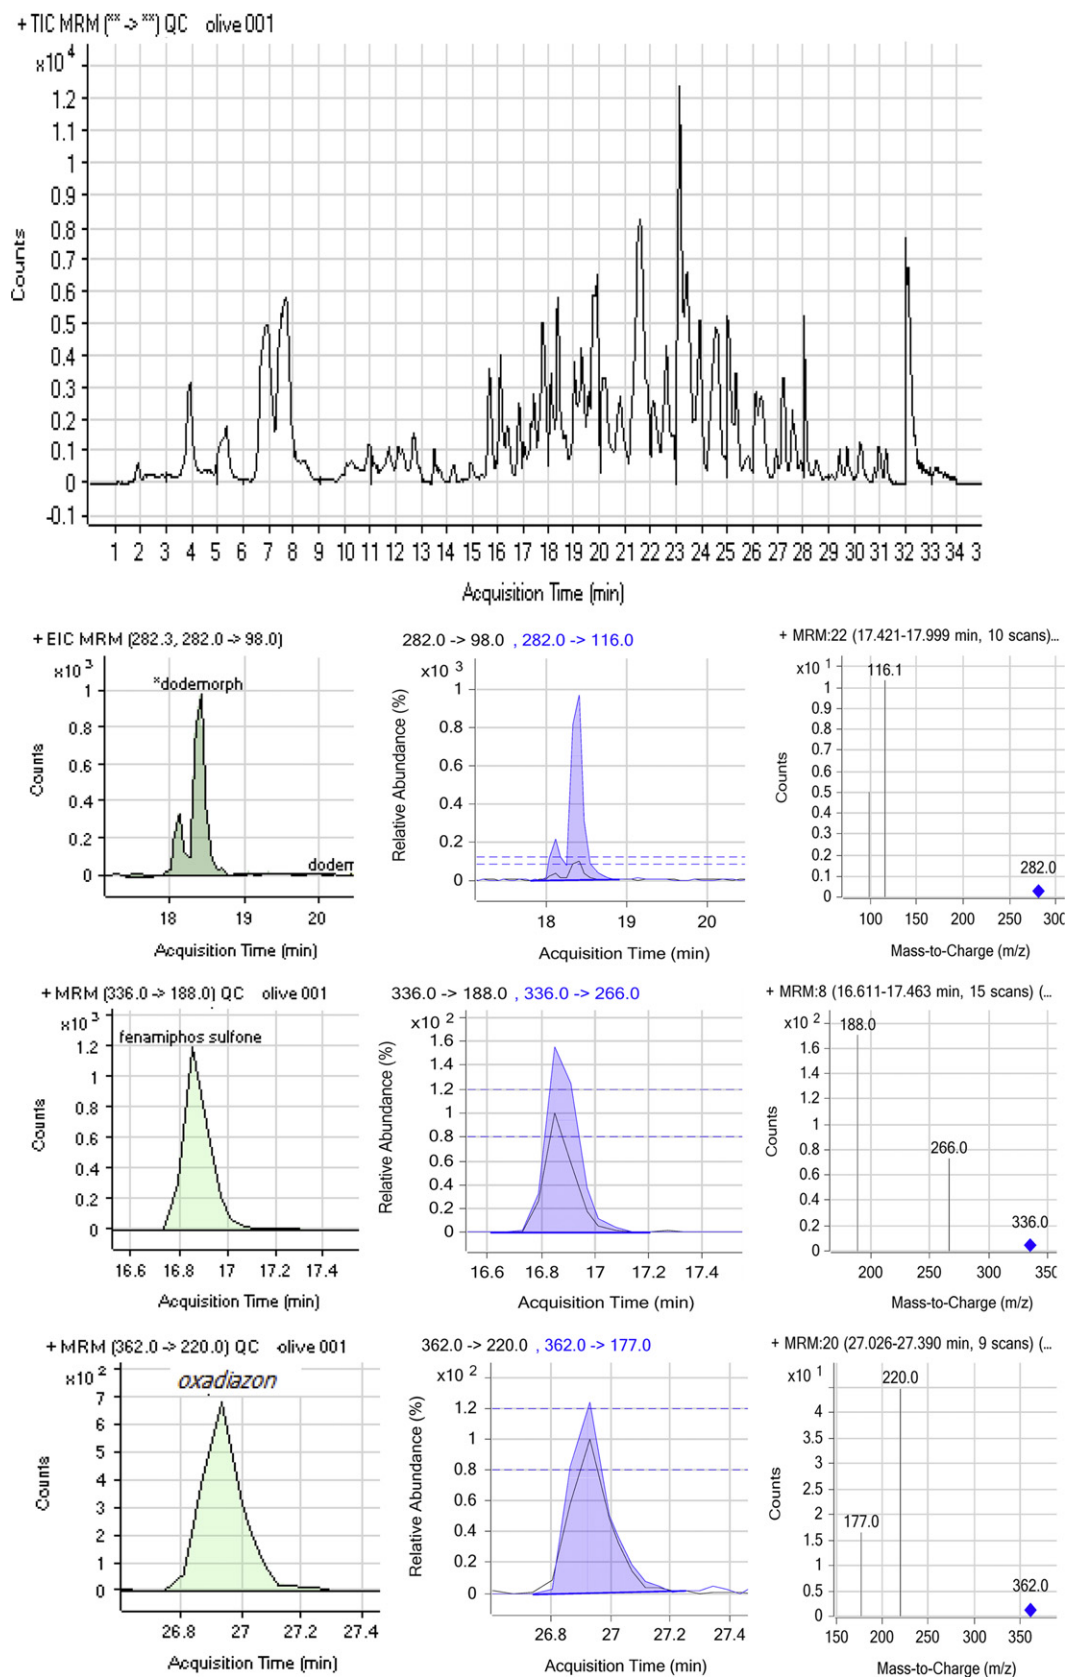 + TIC MRM (** -> **) QC olive 001
x10⁴
1.2
1.1
1
0.9
0.8
0.7
0.6
0.5
0.4
0.3
0.2
0.1
0
-0.1
Counts
1 2 3 4 5 6 7 8 9 10 11 12 13 14 15 16 17 18 19 20 21 22 23 24 25 26 27 28 29 30 31 32 33 34 3
Acquisition Time (min)
+ EIC MRM (282.3, 282.0 -> 98.0)
x10³
*dodemorph
1
0.8
0.6
0.4
0.2
0
Counts
dodem
18 19 20
Acquisition Time (min)
282.0 -> 98.0 , 282.0 -> 116.0
x10³
1
0.8
0.6
0.4
0.2
0
Relative Abundance (%)
18 19 20
Acquisition Time (min)
+ MRM:22 (17.421-17.999 min, 10 scans)...
x10¹
116.1
1
0.9
0.8
0.7
0.6
0.5
0.4
0.3
0.2
0.1
0
Counts
282.0
100 150 200 250 300
Mass-to-Charge (m/z)
+ MRM (336.0 -> 188.0) QC olive 001
x10³
fenamiphos sulfone
1.2
1
0.8
0.6
0.4
0.2
0
Counts
16.6 16.8 17 17.2 17.4
Acquisition Time (min)
336.0 -> 188.0 , 336.0 -> 266.0
x10²
1.6
1.4
1.2
1
0.8
0.6
0.4
0.2
0
Relative Abundance (%)
16.6 16.8 17 17.2 17.4
Acquisition Time (min)
+ MRM:8 (16.611-17.463 min, 15 scans) (...
x10²
188.0
1.8
1.6
1.4
1.2
1
0.8
0.6
0.4
0.2
0
Counts
266.0
336.0
200 250 300 350
Mass-to-Charge (m/z)
+ MRM (362.0 -> 220.0) QC olive 001
x10²
oxadiazon
7
6
5
4
3
2
1
0
Counts
26.8 27 27.2 27.4
Acquisition Time (min)
362.0 -> 220.0 , 362.0 -> 177.0
x10²
1.4
1.2
1
0.8
0.6
0.4
0.2
0
Relative Abundance (%)
26.8 27 27.2 27.4
Acquisition Time (min)
+ MRM:20 (27.026-27.390 min, 9 scans) (...
x10¹
220.0
4
3.5
3
2.5
2
1.5
1
0.5
0
Counts
177.0
362.0
150 200 250 300 350
Mass-to-Charge (m/z)